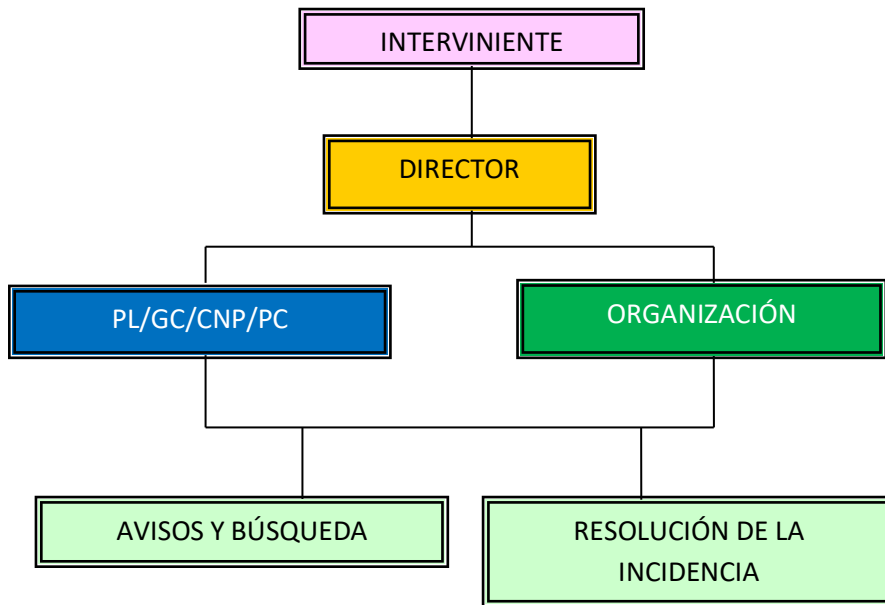 INTERVINIENTE
DIRECTOR
PL/GC/CNP/PC
ORGANIZACIÓN
AVISOS Y BÚSQUEDA
RESOLUCIÓN DE LA
INCIDENCIA